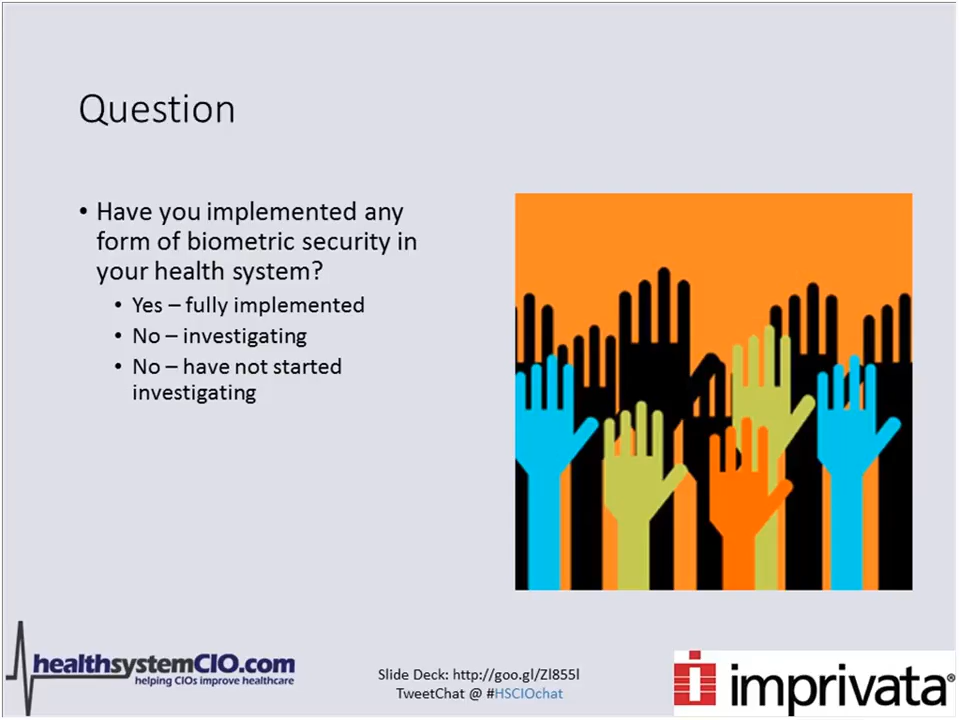 Question
• Have you implemented any
form of biometric security in
your health system?
• Yes – fully implemented
• No – investigating
• No – have not started
investigating
healthsystemCIO.com
helping CIOs improve healthcare
Slide Deck: http://goo.gl/Zl855l
TweetChat @ #HSCIOchat
imprivata®